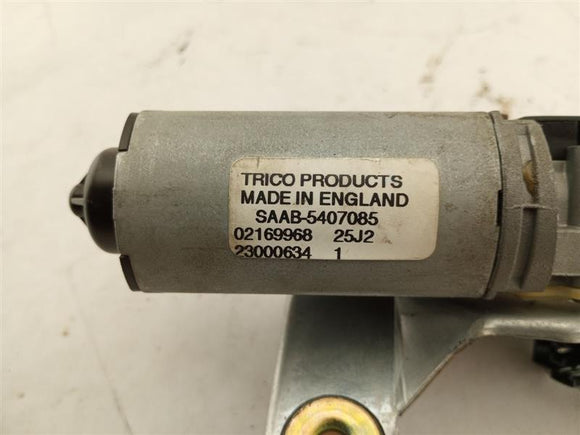 TRICO PRODUCTS
MADE IN ENGLAND
SAAB-5407085
02169968 25J2
23000634 1